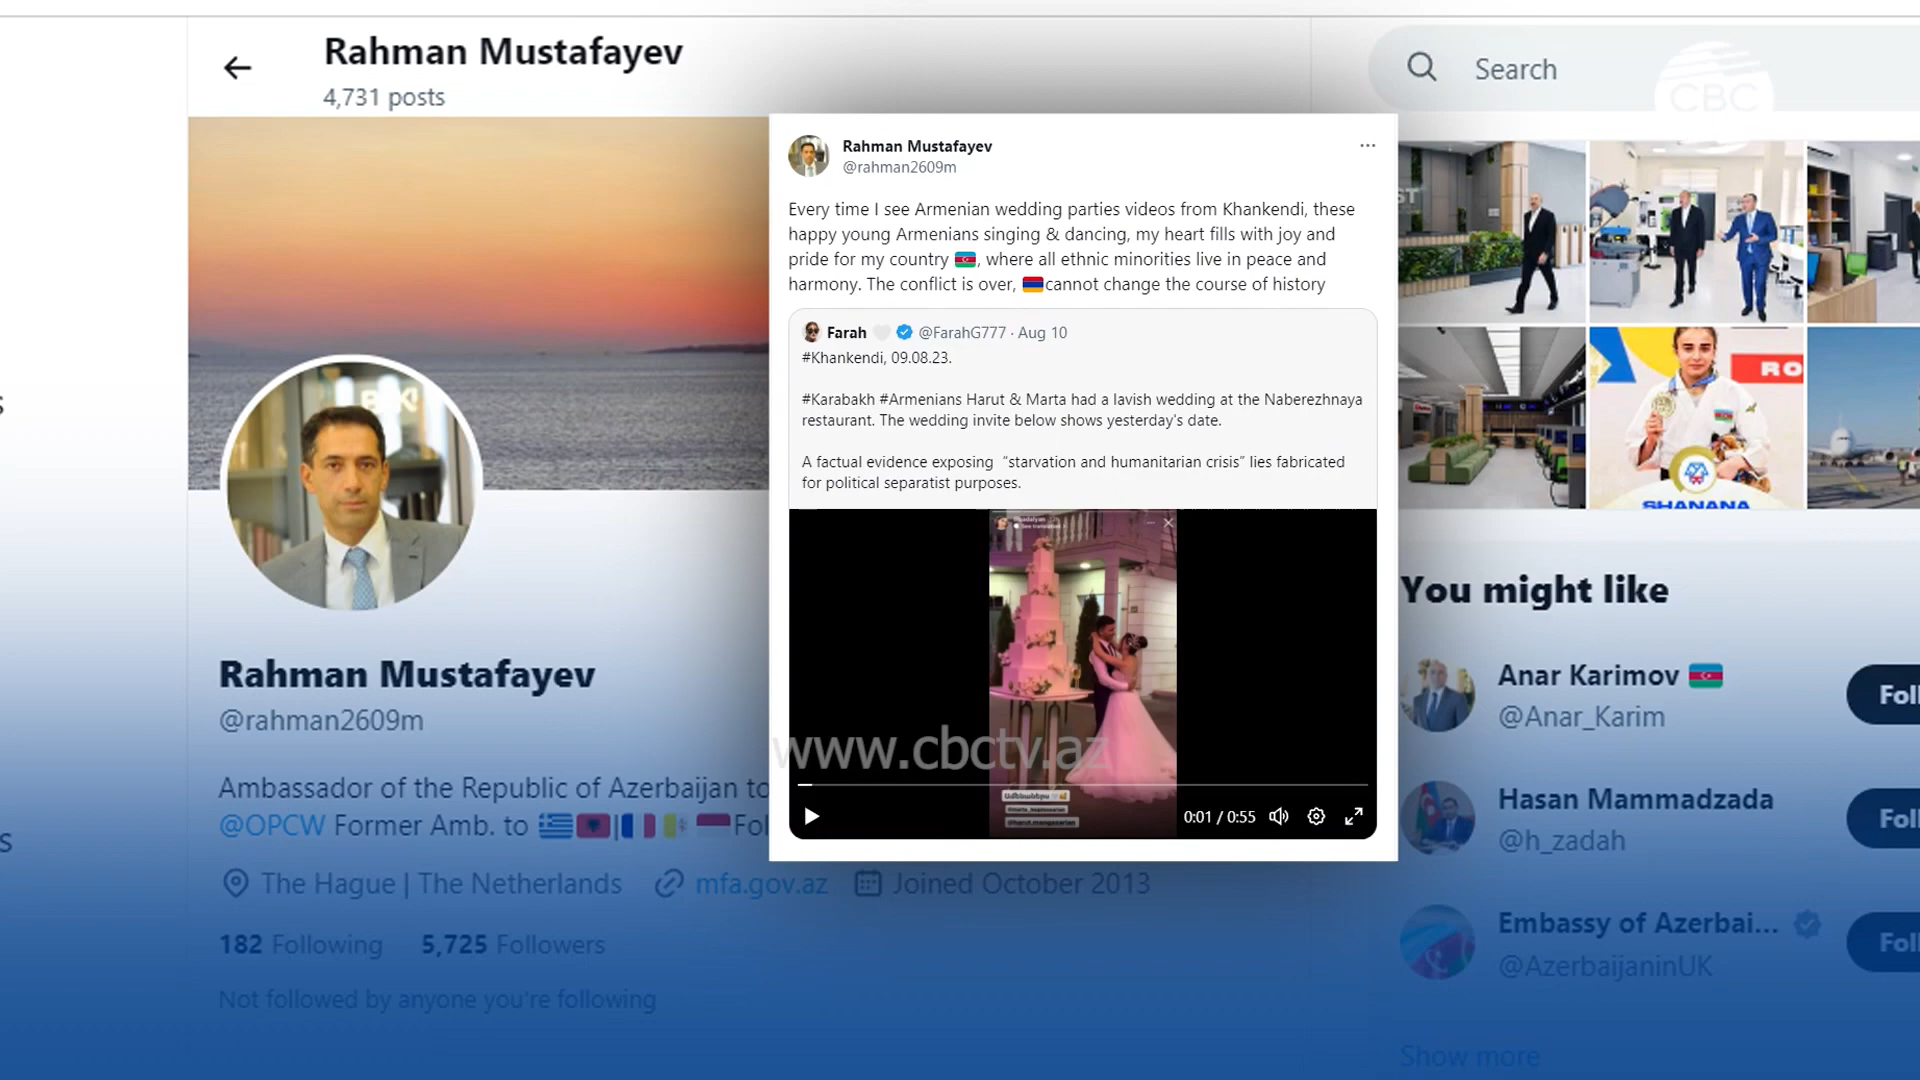 Rahman Mustafayev
4,731 posts
Search
CBC
Rahman Mustafayev
@rahman2609m
Every time I see Armenian wedding parties videos from Khankendi, these
happy young Armenians singing & dancing, my heart fills with joy and
pride for my country 🇦🇿, where all ethnic minorities live in peace and
harmony. The conflict is over, 🇦🇲cannot change the course of history
Farah 🤍 @FarahG777 · Aug 10
#Khankendi, 09.08.23.
#Karabakh #Armenians Harut & Marta had a lavish wedding at the Naberezhnaya
restaurant. The wedding invite below shows yesterday's date.
A factual evidence exposing “starvation and humanitarian crisis” lies fabricated
for political separatist purposes.
www.cbctv.az
0:01 / 0:55
Rahman Mustafayev
@rahman2609m
Ambassador of the Republic of Azerbaijan to
@OPCW Former Amb. to 🇬🇷🇦🇱|🇫🇷🇻🇦🇲🇨Fol
The Hague | The Netherlands mfa.gov.az Joined October 2013
182 Following 5,725 Followers
Not followed by anyone you're following
ST
RO
SHANANA
You might like
Anar Karimov 🇦🇿
@Anar_Karim
Foll
Hasan Mammadzada
@h_zadah
Foll
Embassy of Azerbai...
@AzerbaijaninUK
Foll
Show more